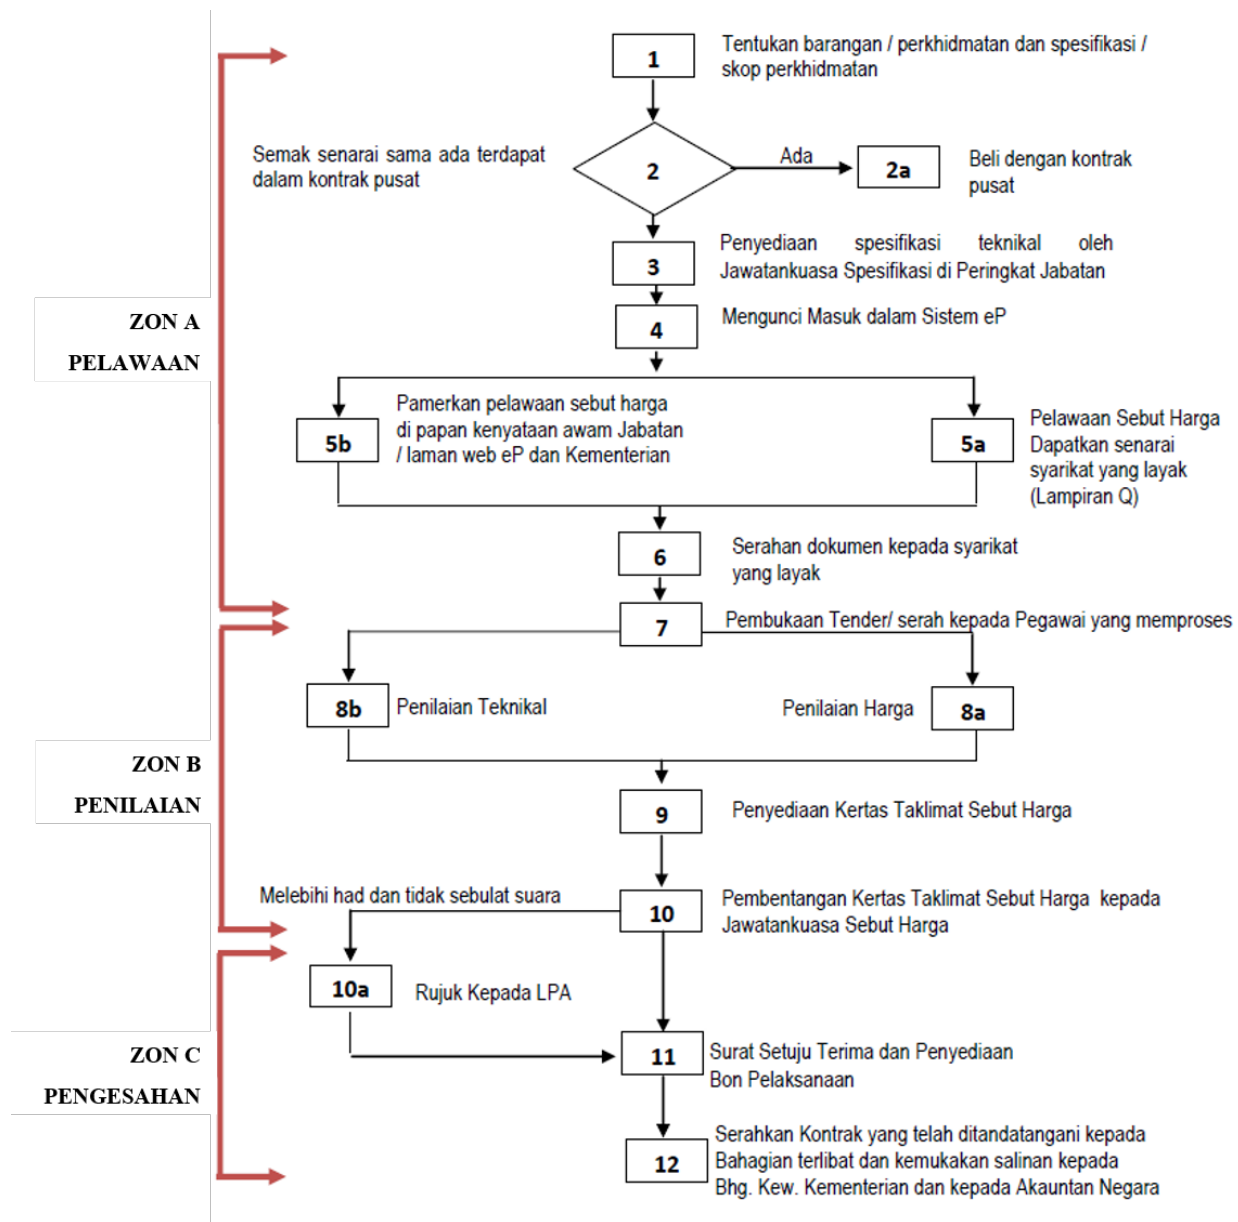 1
Tentukan barangan / perkhidmatan dan spesifikasi /
skop perkhidmatan
Semak senarai sama ada terdapat
dalam kontrak pusat
2
Ada
2a
Beli dengan kontrak
pusat
3
Penyediaan spesifikasi teknikal oleh
Jawatankuasa Spesifikasi di Peringkat Jabatan
ZON A
PELAWAAN
4
Mengunci Masuk dalam Sistem eP
5b
Pamerkan pelawaan sebut harga
di papan kenyataan awam Jabatan
/ laman web eP dan Kementerian
5a
Pelawaan Sebut Harga
Dapatkan senarai
syarikat yang layak
(Lampiran Q)
6
Serahan dokumen kepada syarikat
yang layak
7
Pembukaan Tender/ serah kepada Pegawai yang memproses
8b
Penilaian Teknikal
Penilaian Harga
8a
ZON B
PENILAIAN
9
Penyediaan Kertas Taklimat Sebut Harga
Melebihi had dan tidak sebulat suara
10
Pembentangan Kertas Taklimat Sebut Harga kepada
Jawatankuasa Sebut Harga
10a
Rujuk Kepada LPA
ZON C
PENGESAHAN
11
Surat Setuju Terima dan Penyediaan
Bon Pelaksanaan
12
Serahkan Kontrak yang telah ditandatangani kepada
Bahagian terlibat dan kemukakan salinan kepada
Bhg. Kew. Kementerian dan kepada Akauntan Negara